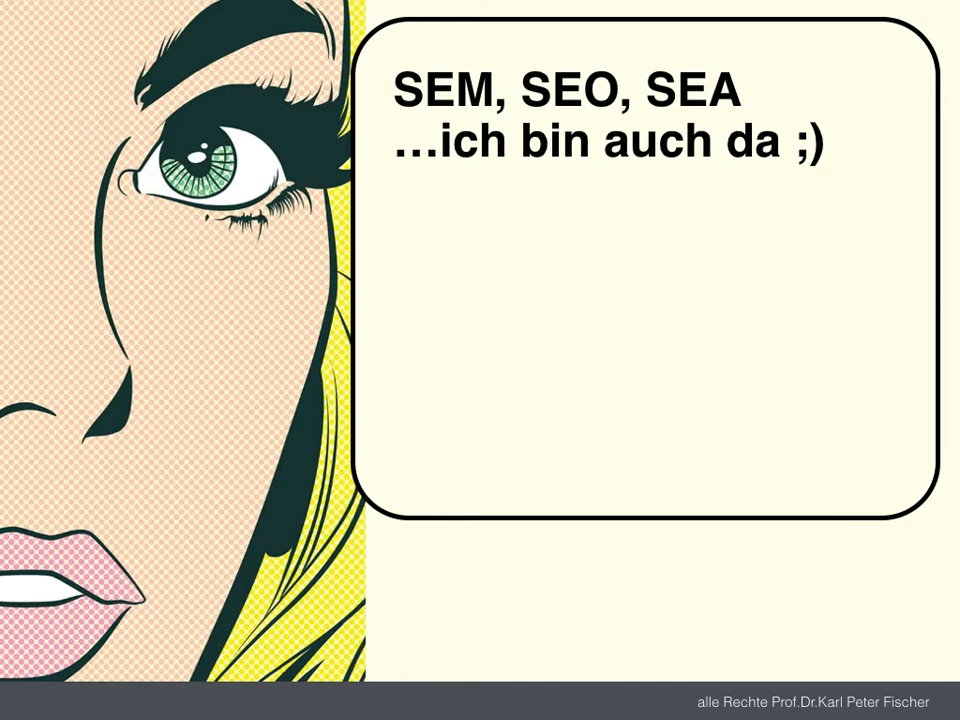 SEM, SEO, SEA
…ich bin auch da ;)
alle Rechte Prof.Dr.Karl Peter Fischer